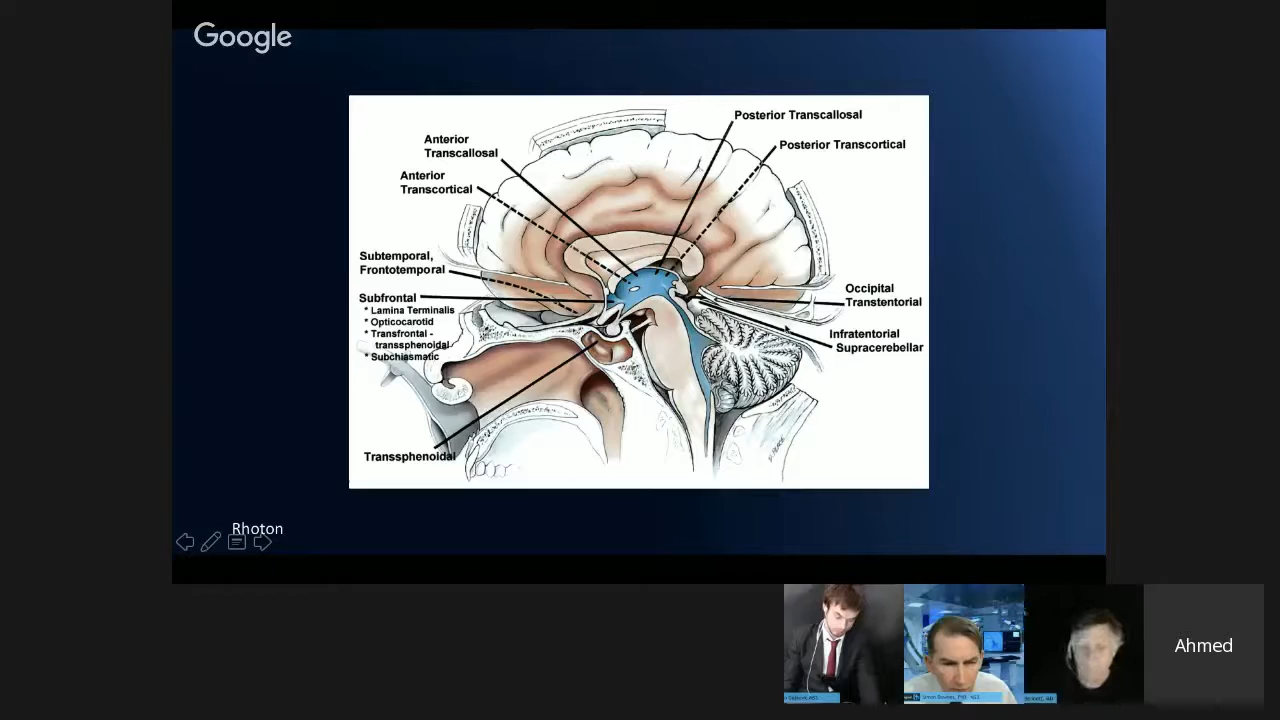 Google
Posterior Transcallosal
Anterior
Transcallosal
Posterior Transcortical
Anterior
Transcortical
Subtemporal,
Frontotemporal
Subfrontal
* Lamina Terminalis
* Opticocarotid
* Transfrontal -
transsphenoidal
* Subchiasmatic
Occipital
Transtentorial
Infratentorial
Supracerebellar
Transsphenoidal
Rhoton
Ahmed